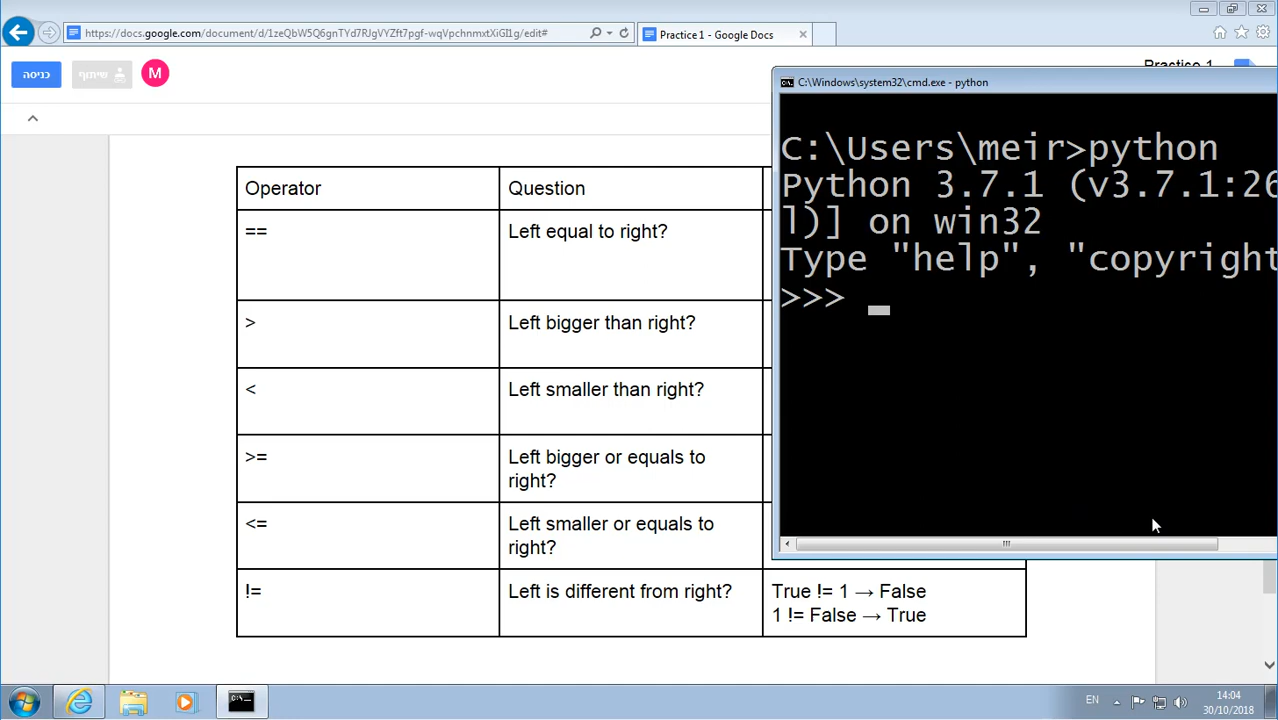 https://docs.google.com/document/d/1zeQbW5Q6gnTYd7RJgVYZft7pgf-wqVpchnmxtXiGI1g/edit#
Practice 1 - Google Docs
כניסה
שיתוף
M
Practice 1
C:\Windows\system32\cmd.exe - python
C:\Users\meir>python
Python 3.7.1 (v3.7.1:26
l)] on win32
Type "help", "copyright
>>>
Operator
Question
==
Left equal to right?
>
Left bigger than right?
<
Left smaller than right?
>=
Left bigger or equals to
right?
<=
Left smaller or equals to
right?
!=
Left is different from right?
True != 1 → False
1 != False → True
EN
14:04
30/10/2018